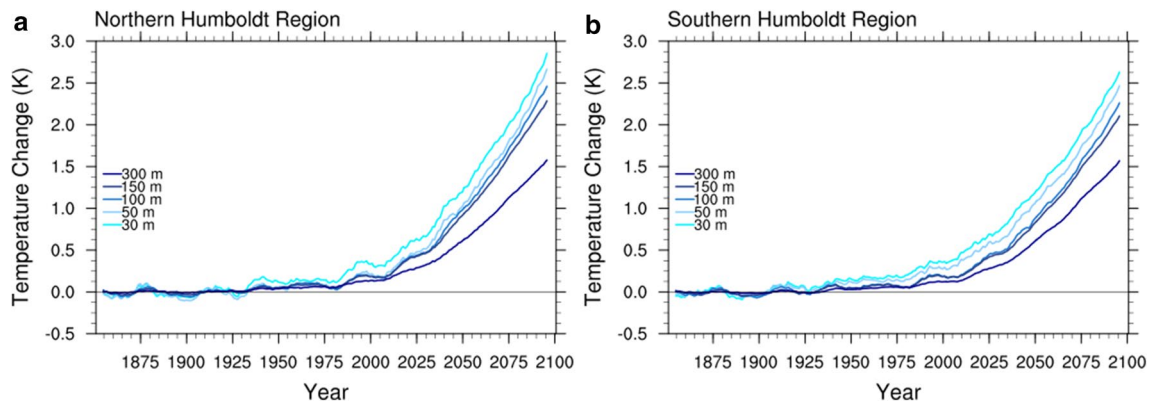 a
Northern Humboldt Region
3.0
2.5
2.0
1.5
1.0
0.5
0.0
-0.5
Temperature Change (K)
300 m
150 m
100 m
50 m
30 m
1875 1900 1925 1950 1975 2000 2025 2050 2075 2100
Year
b
Southern Humboldt Region
3.0
2.5
2.0
1.5
1.0
0.5
0.0
-0.5
Temperature Change (K)
300 m
150 m
100 m
50 m
30 m
1875 1900 1925 1950 1975 2000 2025 2050 2075 2100
Year